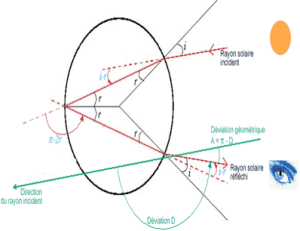 i
Rayon solaire
incident
i-r
r
r
r
π-2r
r
Déviation géométrique
A = π - D
Rayon solaire
réfléchi
i-r
i
Direction
du rayon incident
Déviation D